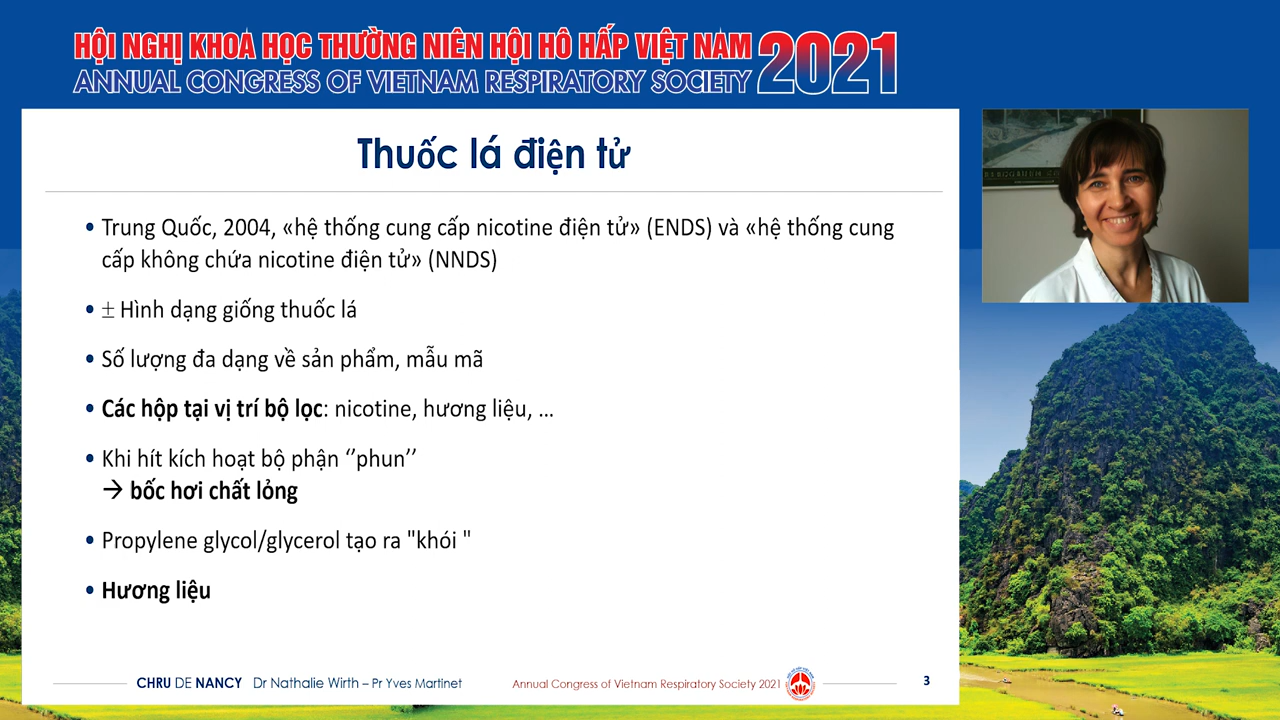 HỘI NGHỊ KHOA HỌC THƯỜNG NIÊN HỘI HÔ HẤP VIỆT NAM 2021
ANNUAL CONGRESS OF VIETNAM RESPIRATORY SOCIETY
Thuốc lá điện tử
• Trung Quốc, 2004, «hệ thống cung cấp nicotine điện tử» (ENDS) và «hệ thống cung
cấp không chứa nicotine điện tử» (NNDS)
• ± Hình dạng giống thuốc lá
• Số lượng đa dạng về sản phẩm, mẫu mã
• Các hộp tại vị trí bộ lọc: nicotine, hương liệu, ...
• Khi hít kích hoạt bộ phận ‘’phun’’
→ bốc hơi chất lỏng
• Propylene glycol/glycerol tạo ra "khói "
• Hương liệu
CHRU DE NANCY Dr Nathalie Wirth – Pr Yves Martinet
Annual Congress of Vietnam Respiratory Society 2021
3